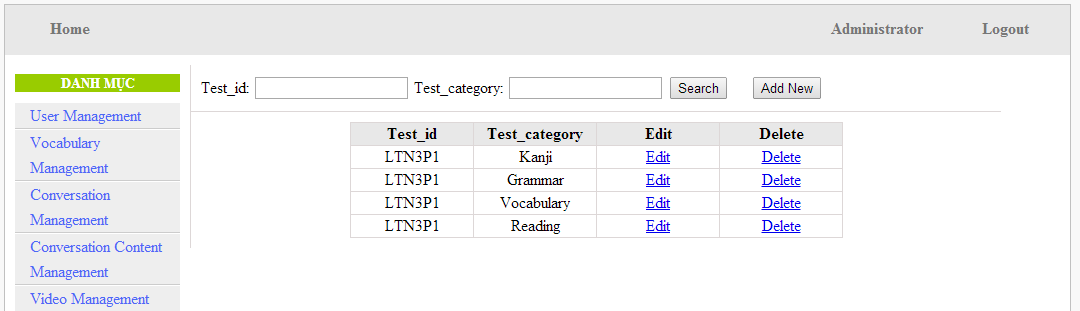 Home Administrator Logout
DANH MỤC
User Management
Vocabulary
Management
Conversation
Management
Conversation Content
Management
Video Management
Test_id: Test_category: Search Add New
Test_id Test_category Edit Delete
LTN3P1 Kanji Edit Delete
LTN3P1 Grammar Edit Delete
LTN3P1 Vocabulary Edit Delete
LTN3P1 Reading Edit Delete